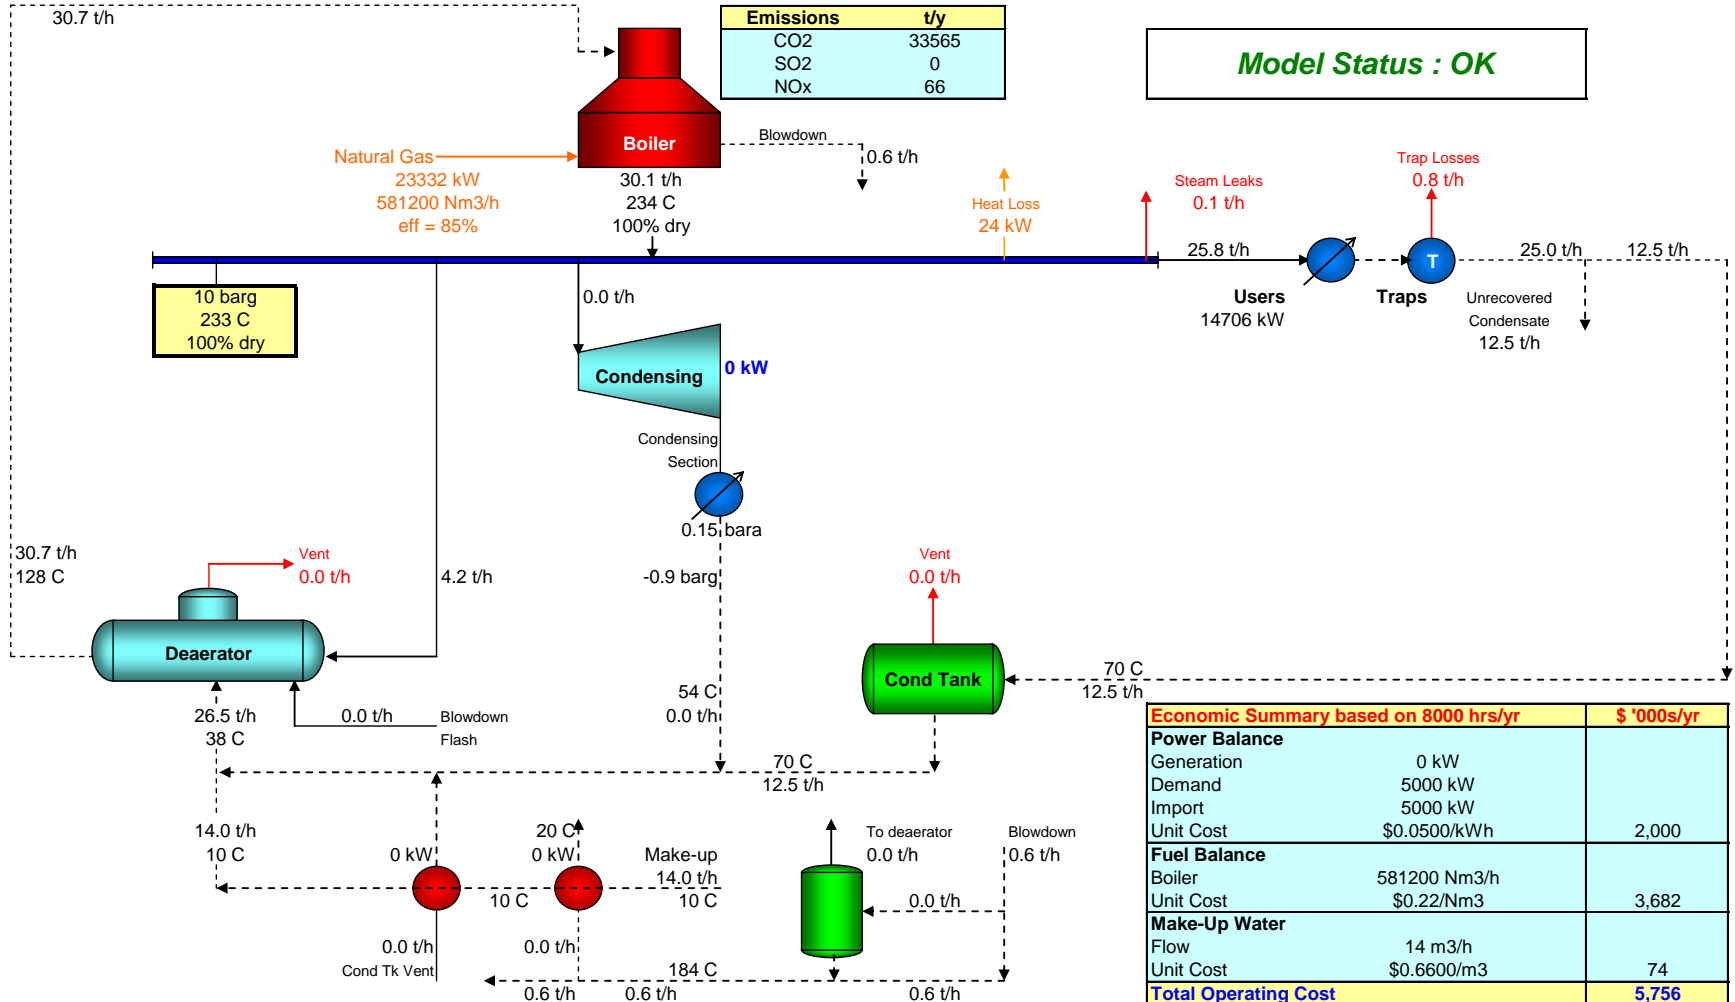 30.7 t/h
Emissions t/y
CO2 33565
SO2 0
NOx 66
Model Status : OK
Boiler
Blowdown
0.6 t/h
Natural Gas
23332 kW
581200 Nm3/h
eff = 85%
30.1 t/h
234 C
100% dry
Heat Loss
24 kW
Steam Leaks
0.1 t/h
Trap Losses
0.8 t/h
25.8 t/h
T
25.0 t/h
12.5 t/h
10 barg
233 C
100% dry
0.0 t/h
Users
14706 kW
Traps
Unrecovered
Condensate
12.5 t/h
Condensing
0 kW
Condensing
Section
0.15 bara
30.7 t/h
128 C
Vent
0.0 t/h
4.2 t/h
-0.9 barg
Vent
0.0 t/h
Deaerator
Cond Tank
70 C
12.5 t/h
26.5 t/h
38 C
0.0 t/h
Blowdown
Flash
54 C
0.0 t/h
70 C
12.5 t/h
14.0 t/h
10 C
0 kW
20 C
0 kW
Make-up
14.0 t/h
10 C
10 C
To deaerator
0.0 t/h
Blowdown
0.6 t/h
0.0 t/h
0.0 t/h
Cond Tk Vent
0.0 t/h
184 C
0.6 t/h
0.6 t/h
0.6 t/h
Economic Summary based on 8000 hrs/yr $ '000s/yr
Power Balance
Generation 0 kW
Demand 5000 kW
Import 5000 kW
Unit Cost $0.0500/kWh 2,000
Fuel Balance
Boiler 581200 Nm3/h
Unit Cost $0.22/Nm3 3,682
Make-Up Water
Flow 14 m3/h
Unit Cost $0.6600/m3 74
Total Operating Cost 5,756